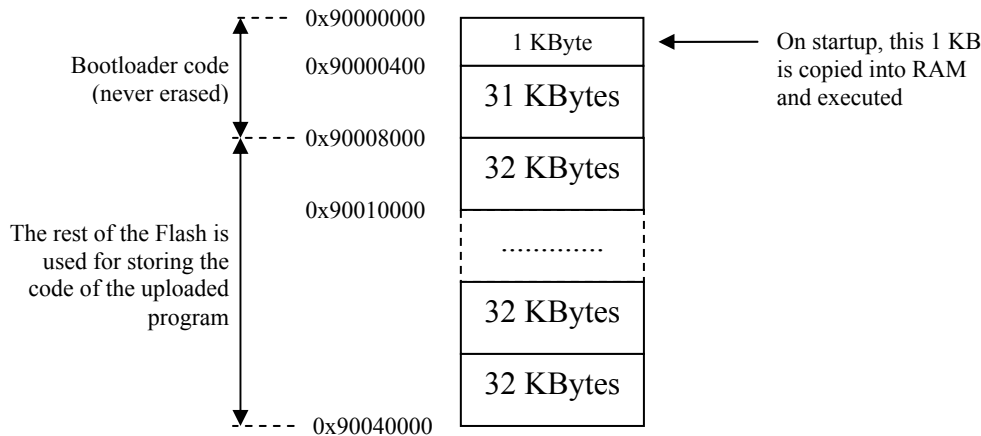 0x90000000
1 KByte
On startup, this 1 KB
is copied into RAM
and executed
Bootloader code
(never erased)
0x90000400
31 KBytes
0x90008000
32 KBytes
0x90010000
The rest of the Flash is
used for storing the
code of the uploaded
program
.............
32 KBytes
32 KBytes
0x90040000